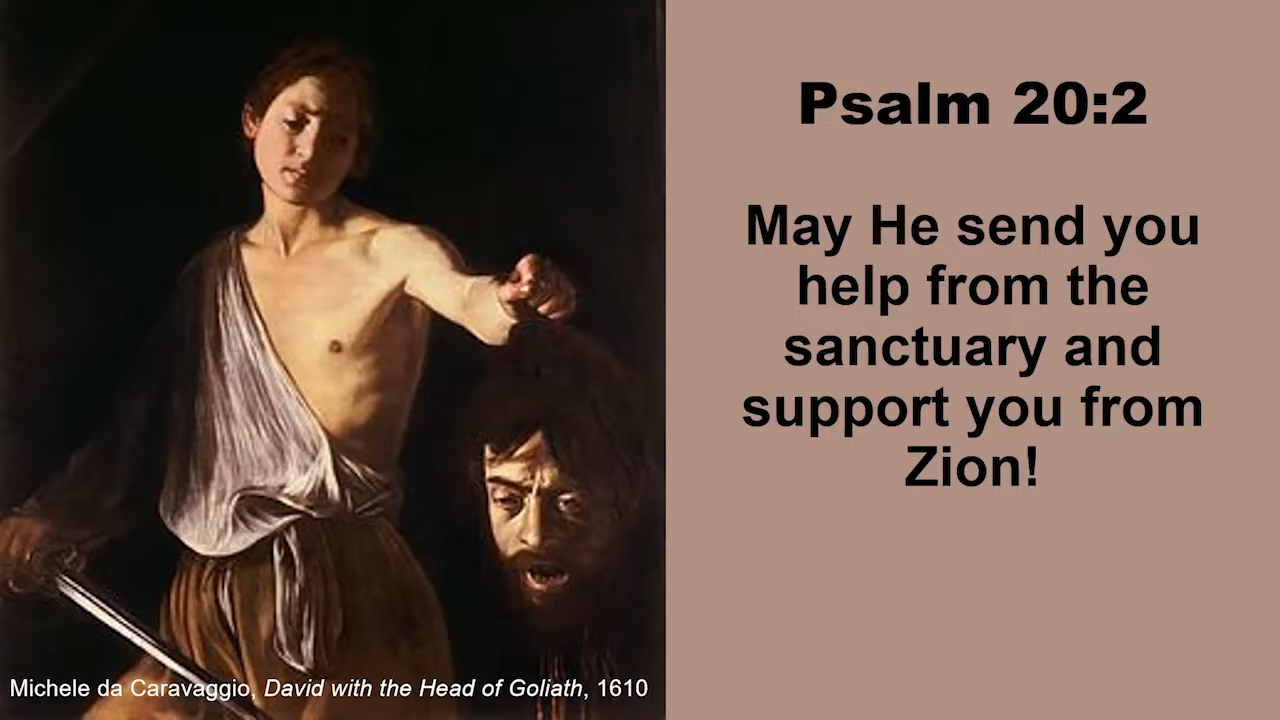 Psalm 20:2
May He send you
help from the
sanctuary and
support you from
Zion!
Michele da Caravaggio, David with the Head of Goliath, 1610